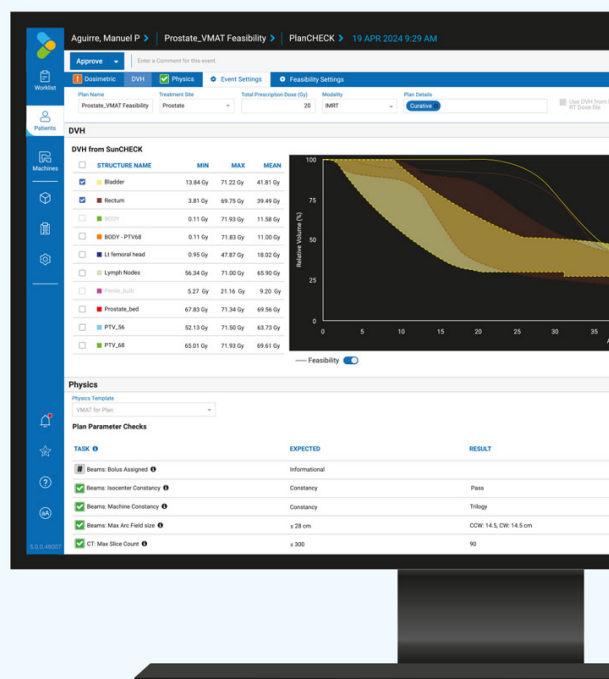 Aguirre, Manuel P > Prostate_VMAT Feasibility > PlanCHECK > 19 APR 2024 9:29 AM
Approve Enter a Comment for this event
Worklist
Patients
Machines
Dosimetric DVH Physics Event Settings Feasibility Settings
Plan Name Treatment Site Total Prescription Dose (Gy) Modality Plan Details
Prostate_VMAT Feasibility Prostate 20 IMRT Curative Use DVH from RT Dose file
DVH
DVH from SunCHECK
STRUCTURE NAME MIN MAX MEAN
Bladder 13.84 Gy 71.22 Gy 41.81 Gy
Rectum 3.81 Gy 69.75 Gy 39.49 Gy
BODY 0.11 Gy 71.93 Gy 11.58 Gy
BODY - PTV68 0.11 Gy 71.83 Gy 11.00 Gy
Lt femoral head 0.95 Gy 47.87 Gy 18.02 Gy
Lymph Nodes 56.34 Gy 71.00 Gy 65.90 Gy
Penile_bulb 5.27 Gy 21.16 Gy 9.20 Gy
Prostate_bed 67.83 Gy 71.34 Gy 69.56 Gy
PTV_56 52.13 Gy 71.50 Gy 63.73 Gy
PTV_68 65.01 Gy 71.93 Gy 69.61 Gy
Relative Volume (%)
100
75
50
25
0
0 5 10 15 20 25 30 35
Feasibility
Physics
Physics Template
VMAT for Plan
Plan Parameter Checks
TASK EXPECTED RESULT
# Beams: Bolus Assigned Informational
Beams: Isocenter Constancy Constancy Pass
Beams: Machine Constancy Constancy Trilogy
Beams: Max Arc Field size ≤ 28 cm CCW: 14.5, CW: 14.5 cm
CT: Max Slice Count ≤ 300 90
aA